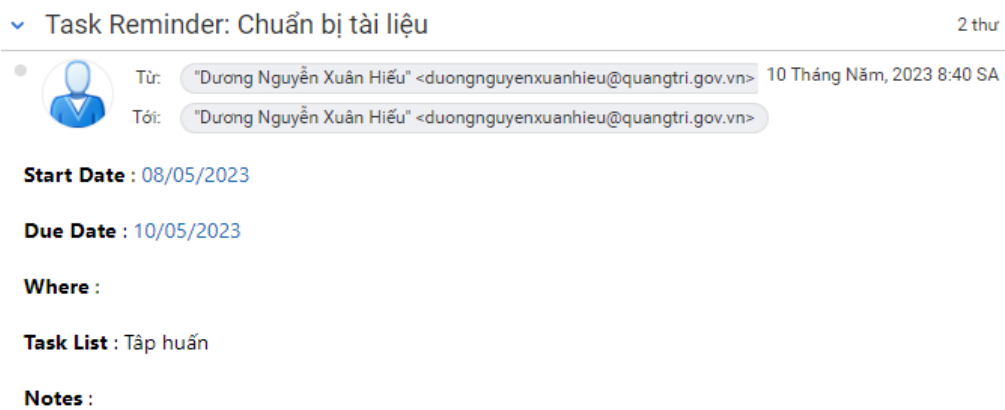 Task Reminder: Chuẩn bị tài liệu
2 thư
Từ: "Dương Nguyễn Xuân Hiếu" <duongnguyenxuanhieu@quangtri.gov.vn> 10 Tháng Năm, 2023 8:40 SA
Tới: "Dương Nguyễn Xuân Hiếu" <duongnguyenxuanhieu@quangtri.gov.vn>
Start Date : 08/05/2023
Due Date : 10/05/2023
Where :
Task List : Tâp huấn
Notes :